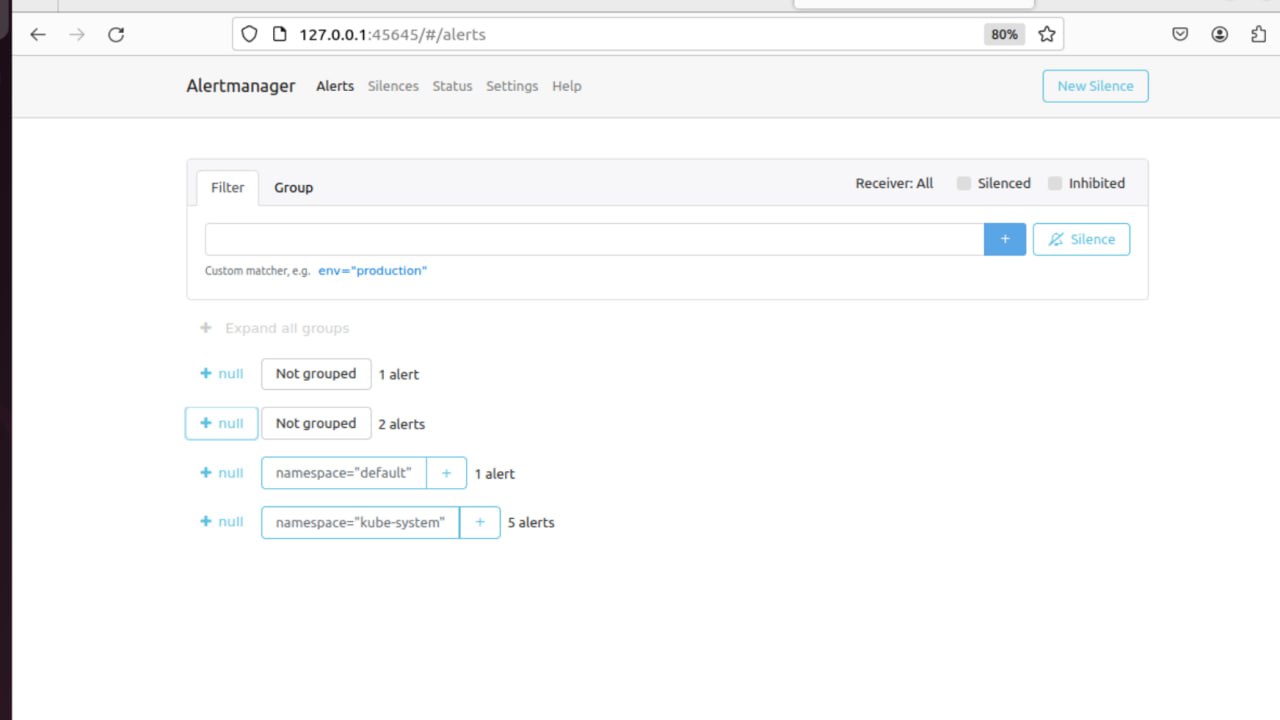 127.0.0.1:45645/#/alerts 80%
Alertmanager Alerts Silences Status Settings Help New Silence
Filter Group Receiver: All Silenced Inhibited
+ Silence
Custom matcher, e.g. env="production"
+ Expand all groups
+ null Not grouped 1 alert
+ null Not grouped 2 alerts
+ null namespace="default" + 1 alert
+ null namespace="kube-system" + 5 alerts